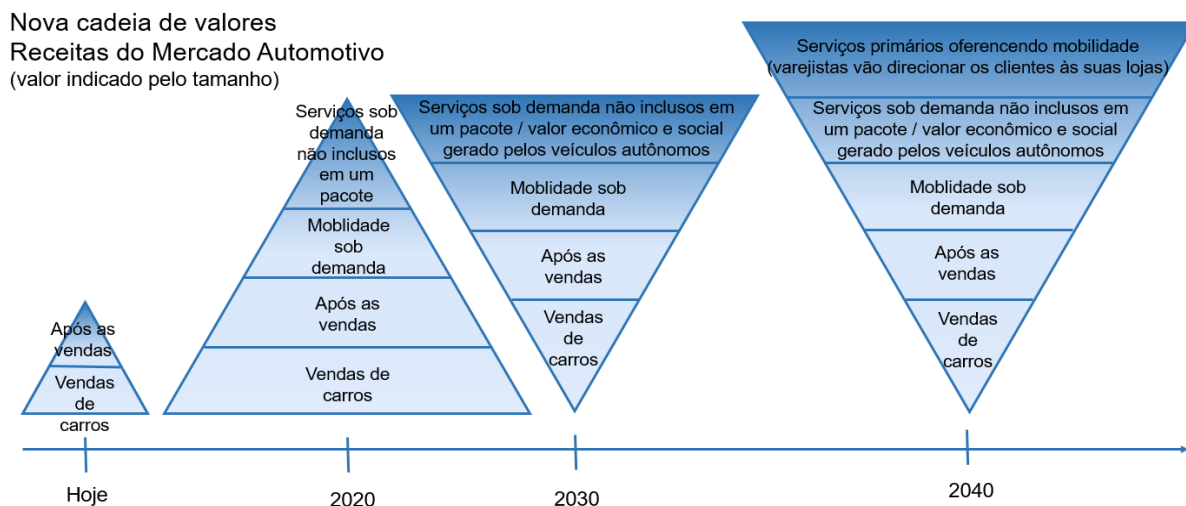 Nova cadeia de valores
Receitas do Mercado Automotivo
(valor indicado pelo tamanho)
Após as
vendas
Vendas
de
carros
Serviços sob
demanda
não inclusos
em um
pacote
Moblidade
sob
demanda
Após as
vendas
Vendas de
carros
Serviços sob demanda não inclusos em
um pacote / valor econômico e social
gerado pelos veículos autônomos
Moblidade sob
demanda
Após as
vendas
Vendas
de
carros
Serviços primários oferencendo mobilidade
(varejistas vão direcionar os clientes às suas lojas)
Serviços sob demanda não inclusos em
um pacote / valor econômico e social
gerado pelos veículos autônomos
Moblidade sob
demanda
Após as
vendas
Vendas
de
carros
Hoje
2020
2030
2040